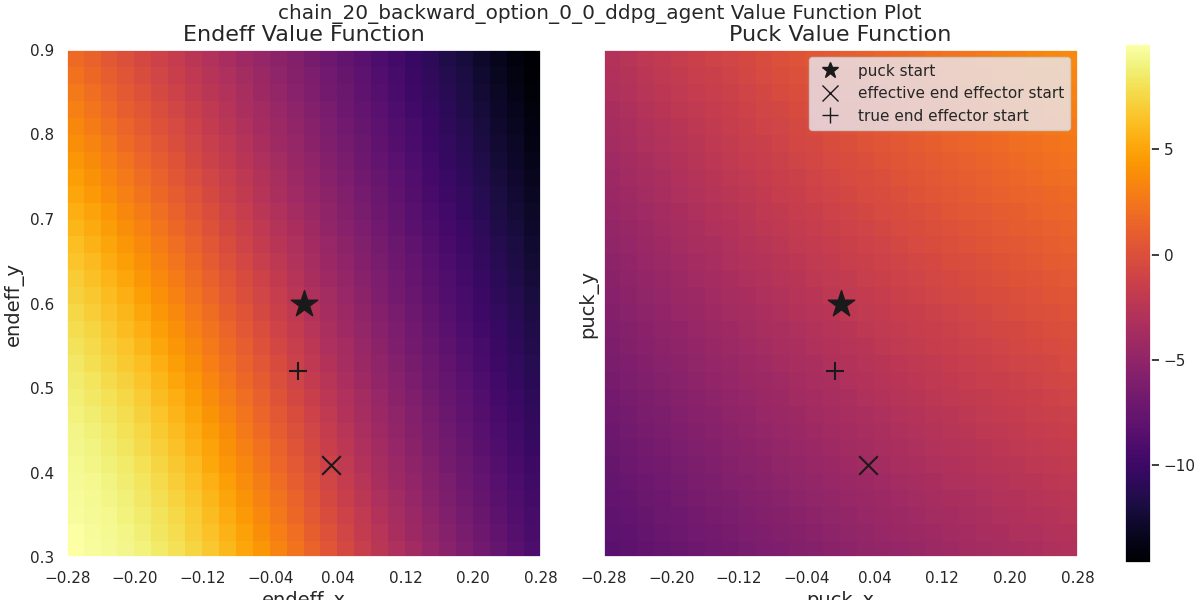 chain_20_backward_option_0_0_ddpg_agent Value Function Plot
Endeff Value Function
Puck Value Function
puck start
effective end effector start
true end effector start
endeff_y
0.9
0.8
0.7
0.6
0.5
0.4
0.3
−0.28 −0.20 −0.12 −0.04 0.04 0.12 0.20 0.28
endeff_x
puck_y
−0.28 −0.20 −0.12 −0.04 0.04 0.12 0.20 0.28
puck_x
5
0
−5
−10